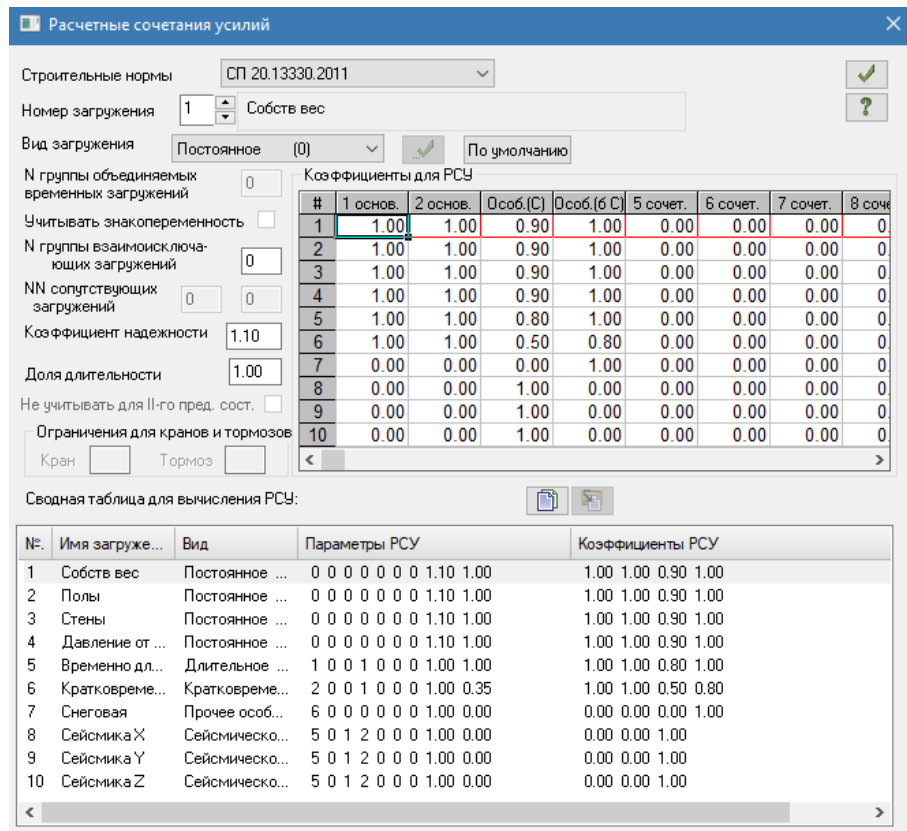 Расчетные сочетания усилий
Строительные нормы СП 20.13330.2011
Номер загружения 1 Собств вес
Вид загружения Постоянное (0) По умолчанию
N группы объединяемых временных загружений 0
Учитывать знакопеременность
N группы взаимоисключа-
ющих загружений 0
NN сопутствующих загружений 0 0
Коэффициент надежности 1.10
Доля длительности 1.00
Не учитывать для II-го пред. сост.
Ограничения для кранов и тормозов
Кран Тормоз
Коэффициенты для РСУ
# 1 основ. 2 основ. Особ.(С) Особ.(б С) 5 сочет. 6 сочет. 7 сочет. 8 соче
1 1.00 1.00 0.90 1.00 0.00 0.00 0.00 0.
2 1.00 1.00 0.90 1.00 0.00 0.00 0.00 0.
3 1.00 1.00 0.90 1.00 0.00 0.00 0.00 0.
4 1.00 1.00 0.90 1.00 0.00 0.00 0.00 0.
5 1.00 1.00 0.80 1.00 0.00 0.00 0.00 0.
6 1.00 1.00 0.50 0.80 0.00 0.00 0.00 0.
7 0.00 0.00 0.00 1.00 0.00 0.00 0.00 0.
8 0.00 0.00 1.00 0.00 0.00 0.00 0.00 0.
9 0.00 0.00 1.00 0.00 0.00 0.00 0.00 0.
10 0.00 0.00 1.00 0.00 0.00 0.00 0.00 0.
Сводная таблица для вычисления РСУ:
№. Имя загруже... Вид Параметры РСУ Коэффициенты РСУ
1 Собств вес Постоянное ... 0 0 0 0 0 0 0 1.10 1.00 1.00 1.00 0.90 1.00
2 Полы Постоянное ... 0 0 0 0 0 0 0 1.10 1.00 1.00 1.00 0.90 1.00
3 Стены Постоянное ... 0 0 0 0 0 0 0 1.10 1.00 1.00 1.00 0.90 1.00
4 Давление от ... Постоянное ... 0 0 0 0 0 0 0 1.10 1.00 1.00 1.00 0.90 1.00
5 Временно дл... Длительное ... 1 0 0 1 0 0 0 1.00 1.00 1.00 1.00 0.80 1.00
6 Кратковреме... Кратковреме... 2 0 0 1 0 0 0 1.00 0.35 1.00 1.00 0.50 0.80
7 Снеговая Прочее особ... 6 0 0 0 0 0 0 1.00 0.00 0.00 0.00 0.00 1.00
8 Сейсмика X Сейсмическо... 5 0 1 2 0 0 0 1.00 0.00 0.00 0.00 1.00
9 Сейсмика Y Сейсмическо... 5 0 1 2 0 0 0 1.00 0.00 0.00 0.00 1.00
10 Сейсмика Z Сейсмическо... 5 0 1 2 0 0 0 1.00 0.00 0.00 0.00 1.00